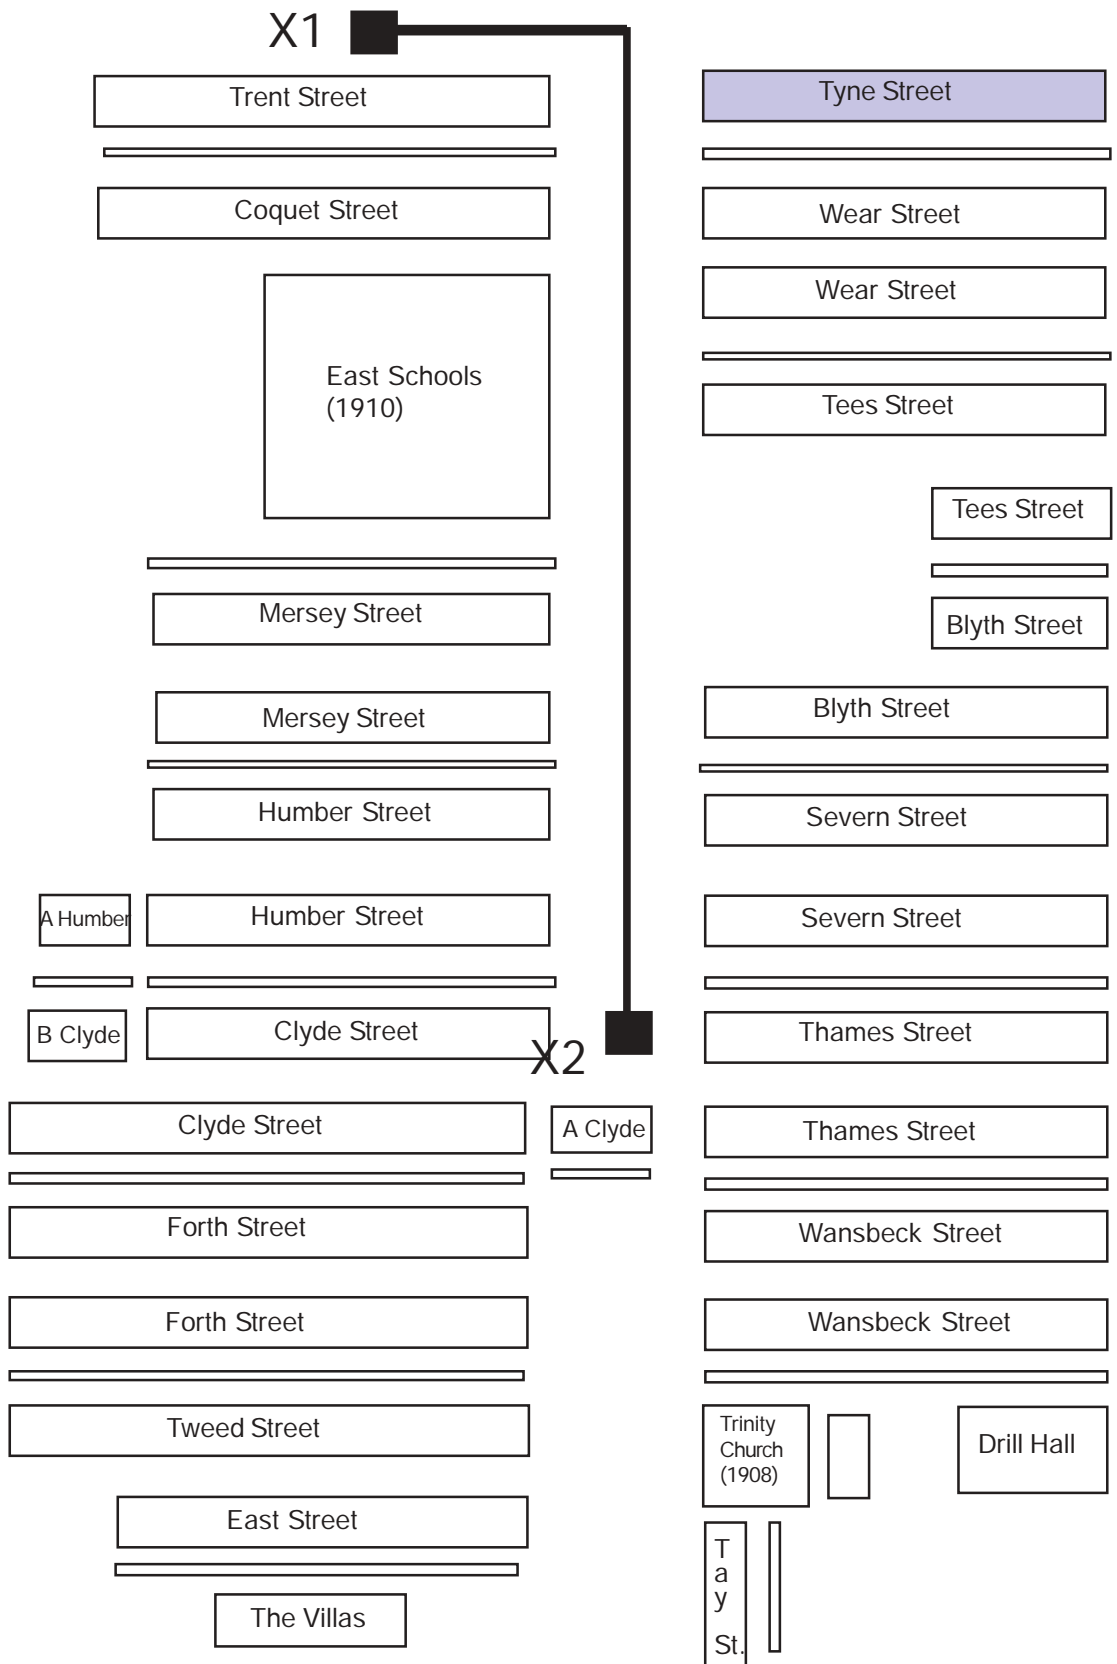 X1
Trent Street
Tyne Street
Coquet Street
Wear Street
Wear Street
East Schools
(1910)
Tees Street
Tees Street
Mersey Street
Blyth Street
Mersey Street
Blyth Street
Humber Street
Severn Street
A Humber
Humber Street
Severn Street
B Clyde
Clyde Street
X2
Thames Street
Clyde Street
A Clyde
Thames Street
Forth Street
Wansbeck Street
Forth Street
Wansbeck Street
Tweed Street
Trinity
Church
(1908)
Drill Hall
East Street
The Villas
T
a
y
St.